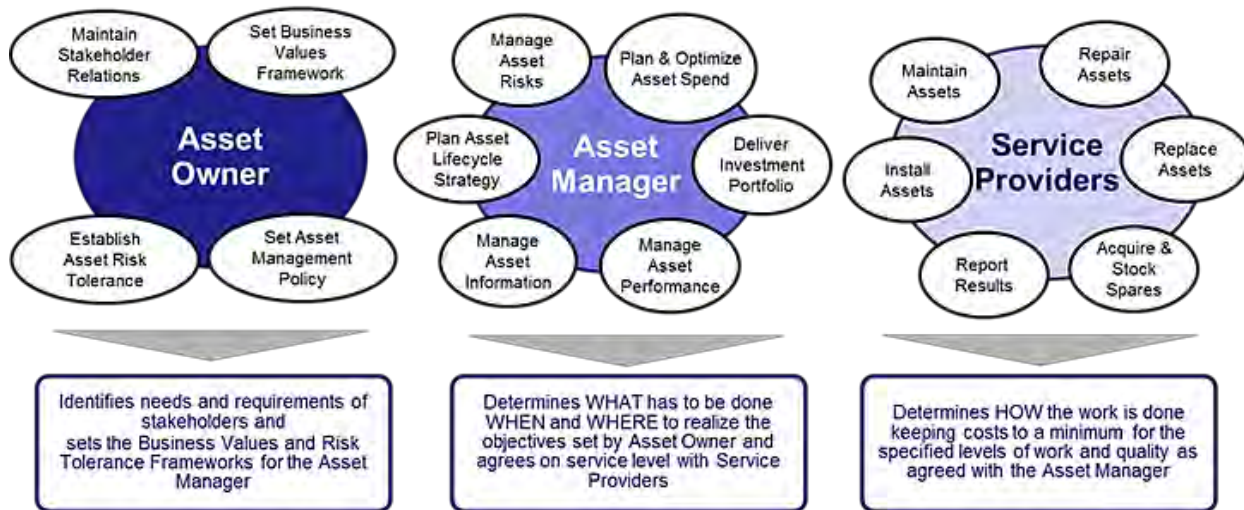 Maintain
Stakeholder
Relations
Set Business
Values
Framework
Asset
Owner
Establish
Asset Risk
Tolerance
Set Asset
Management
Policy
Identifies needs and requirements of
stakeholders and
sets the Business Values and Risk
Tolerance Frameworks for the Asset
Manager
Manage
Asset
Risks
Plan & Optimize
Asset Spend
Plan Asset
Lifecycle
Strategy
Asset
Manager
Deliver
Investment
Portfolio
Manage
Asset
Information
Manage
Asset
Performance
Determines WHAT has to be done
WHEN and WHERE to realize the
objectives set by Asset Owner and
agrees on service level with Service
Providers
Maintain
Assets
Repair
Assets
Install
Assets
Service
Providers
Replace
Assets
Report
Results
Acquire &
Stock
Spares
Determines HOW the work is done
keeping costs to a minimum for the
specified levels of work and quality as
agreed with the Asset Manager